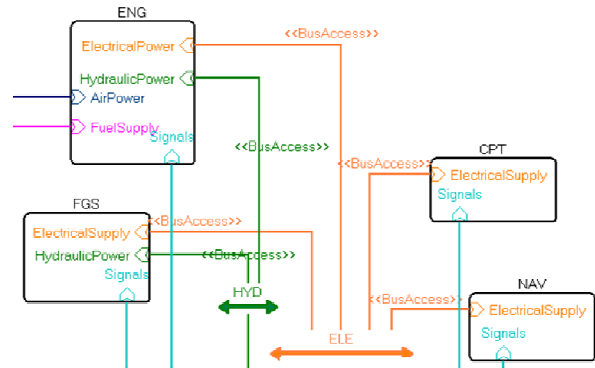 ENG
<<BusAccess>>
ElectricalPower
HydraulicPower
AirPower
FuelSupply
Signals
<<BusAccess>>
CPT
<<BusAccess>>
ElectricalSupply
Signals
FGS
<<BusAccess>>
ElectricalSupply
HydraulicPower
<<BusAccess>>
Signals
HYD
NAV
<<BusAccess>>
ElectricalSupply
Signals
ELE